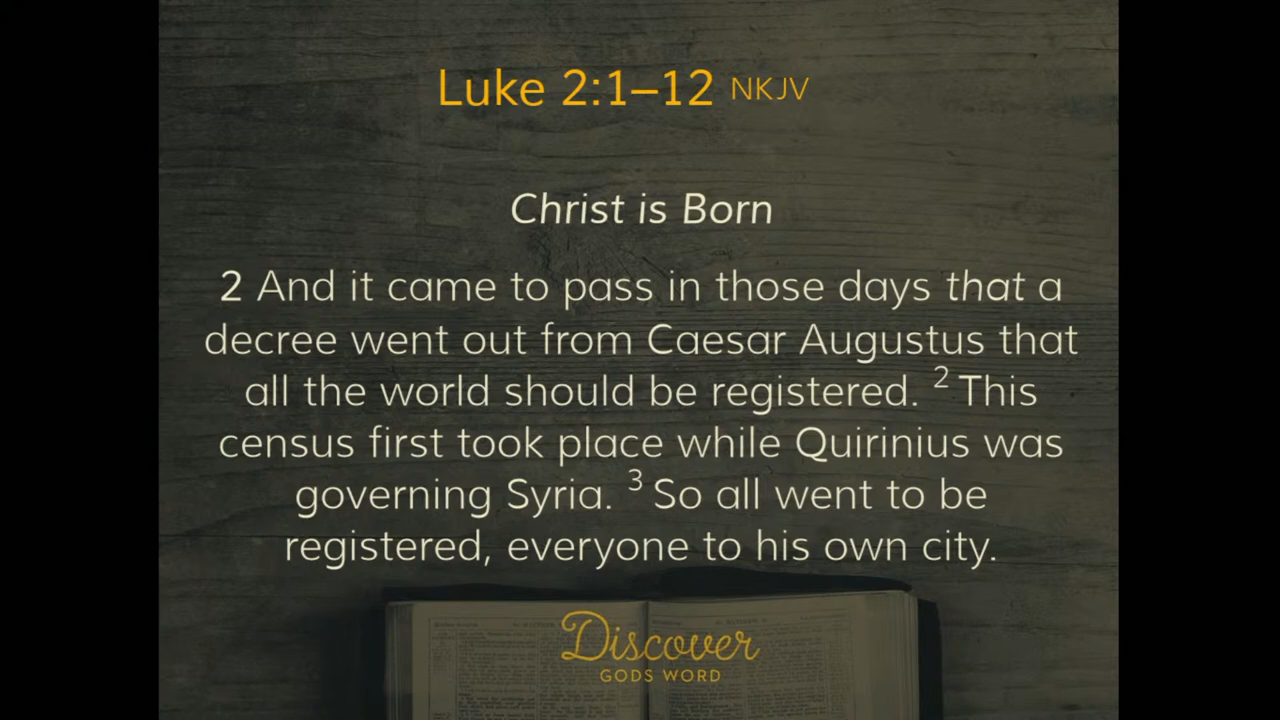 Luke 2:1–12 NKJV
Christ is Born
2 And it came to pass in those days that a
decree went out from Caesar Augustus that
all the world should be registered. 2 This
census first took place while Quirinius was
governing Syria. 3 So all went to be
registered, everyone to his own city.
Discover
GODS WORD